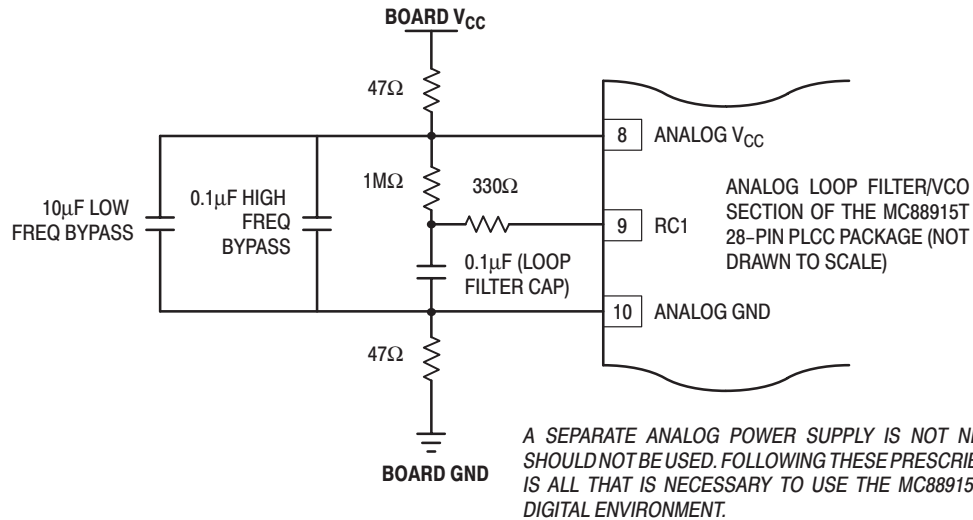 BOARD VCC
47Ω
8 ANALOG VCC
1MΩ
330Ω
10μF LOW
FREQ BYPASS
0.1μF HIGH
FREQ
BYPASS
9 RC1
ANALOG LOOP FILTER/VCO
SECTION OF THE MC88915T
28–PIN PLCC PACKAGE (NOT
DRAWN TO SCALE)
0.1μF (LOOP
FILTER CAP)
10 ANALOG GND
47Ω
BOARD GND
A SEPARATE ANALOG POWER SUPPLY IS NOT
SHOULD NOT BE USED. FOLLOWING THESE
IS ALL THAT IS NECESSARY TO USE THE
DIGITAL ENVIRONMENT.